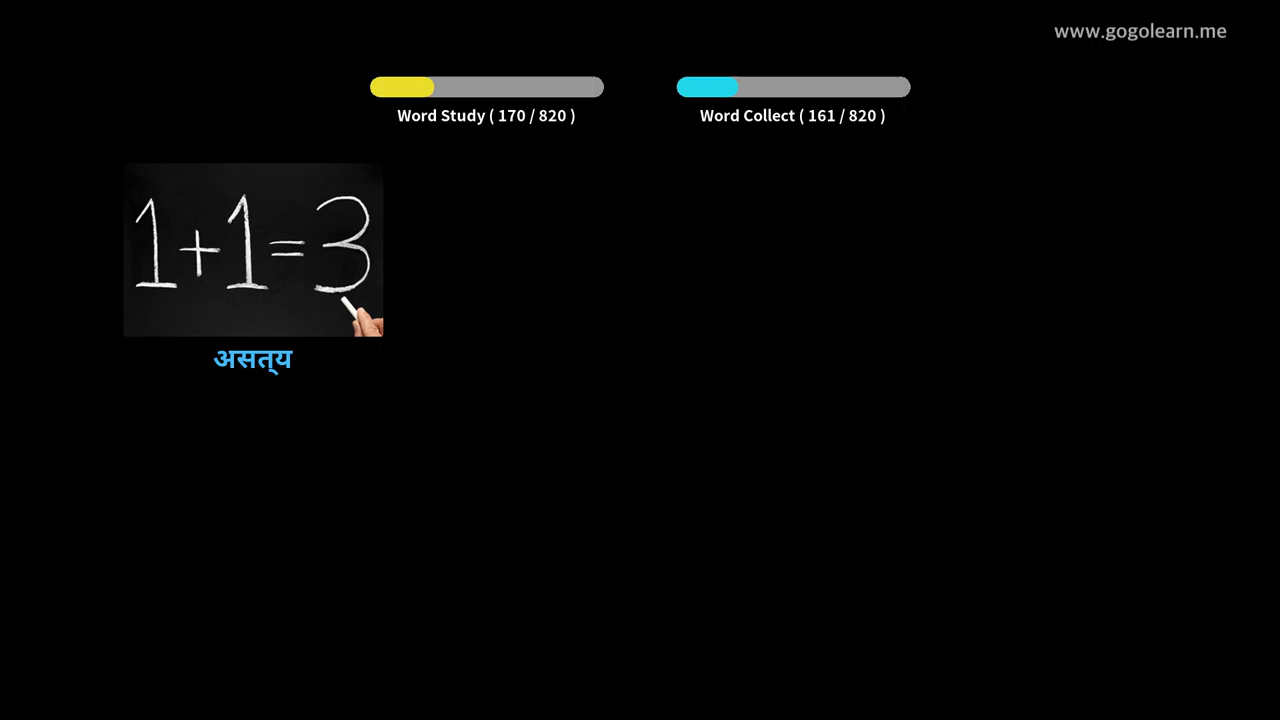 www.gogolearn.me
Word Study ( 170 / 820 )
Word Collect ( 161 / 820 )
1+1=3
असत्य